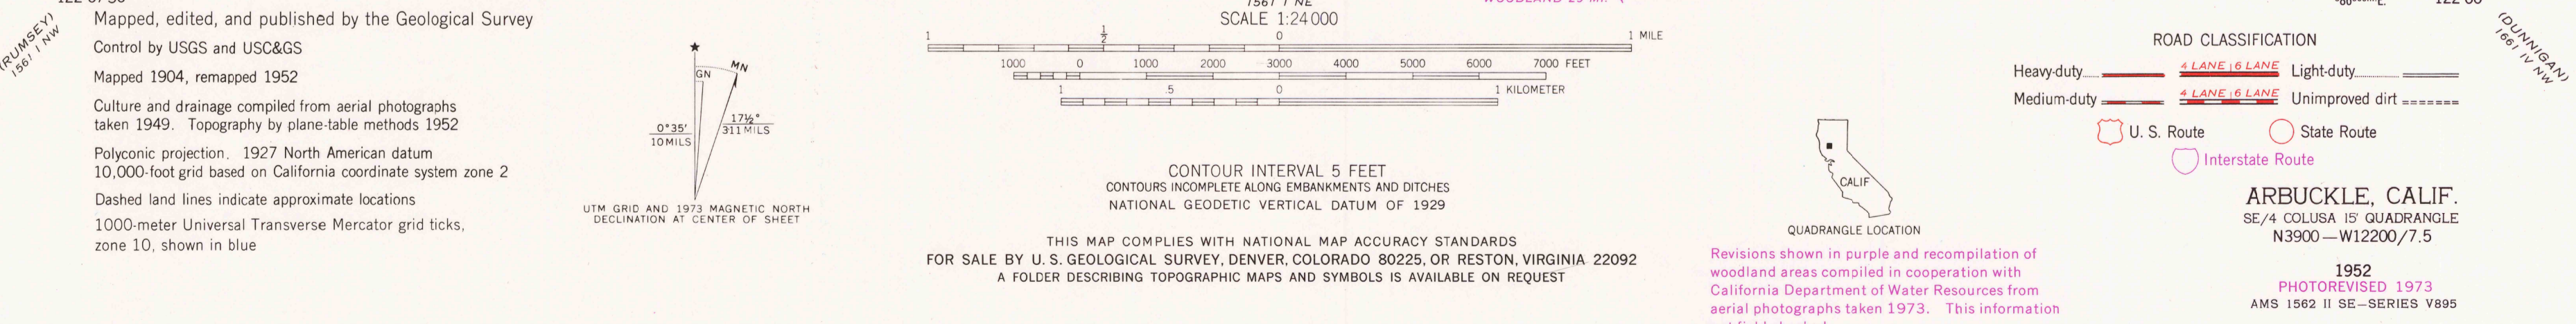 (RUMSEY)
1561 I NW
Mapped, edited, and published by the Geological Survey
Control by USGS and USC&GS
Mapped 1904, remapped 1952
Culture and drainage compiled from aerial photographs
taken 1949. Topography by plane-table methods 1952
Polyconic projection. 1927 North American datum
10,000-foot grid based on California coordinate system zone 2
Dashed land lines indicate approximate locations
1000-meter Universal Transverse Mercator grid ticks,
zone 10, shown in blue
GN
MN
0°35'
10 MILS
17½°
311 MILS
UTM GRID AND 1973 MAGNETIC NORTH
DECLINATION AT CENTER OF SHEET
1561 I NE
SCALE 1:24 000
1 ½ 0 1 MILE
1000 0 1000 2000 3000 4000 5000 6000 7000 FEET
1 .5 0 1 KILOMETER
CONTOUR INTERVAL 5 FEET
CONTOURS INCOMPLETE ALONG EMBANKMENTS AND DITCHES
NATIONAL GEODETIC VERTICAL DATUM OF 1929
THIS MAP COMPLIES WITH NATIONAL MAP ACCURACY STANDARDS
FOR SALE BY U. S. GEOLOGICAL SURVEY, DENVER, COLORADO 80225, OR RESTON, VIRGINIA 22092
A FOLDER DESCRIBING TOPOGRAPHIC MAPS AND SYMBOLS IS AVAILABLE ON REQUEST
CALIF
QUADRANGLE LOCATION
Revisions shown in purple and recompilation of
woodland areas compiled in cooperation with
California Department of Water Resources from
aerial photographs taken 1973. This information
ROAD CLASSIFICATION
Heavy-duty 4 LANE 6 LANE Light-duty
Medium-duty 4 LANE 6 LANE Unimproved dirt
U. S. Route State Route
Interstate Route
ARBUCKLE, CALIF.
SE/4 COLUSA 15' QUADRANGLE
N3900—W12200/7.5
1952
PHOTOREVISED 1973
AMS 1562 II SE—SERIES V895
(DUNNIGAN)
1661 IV NW